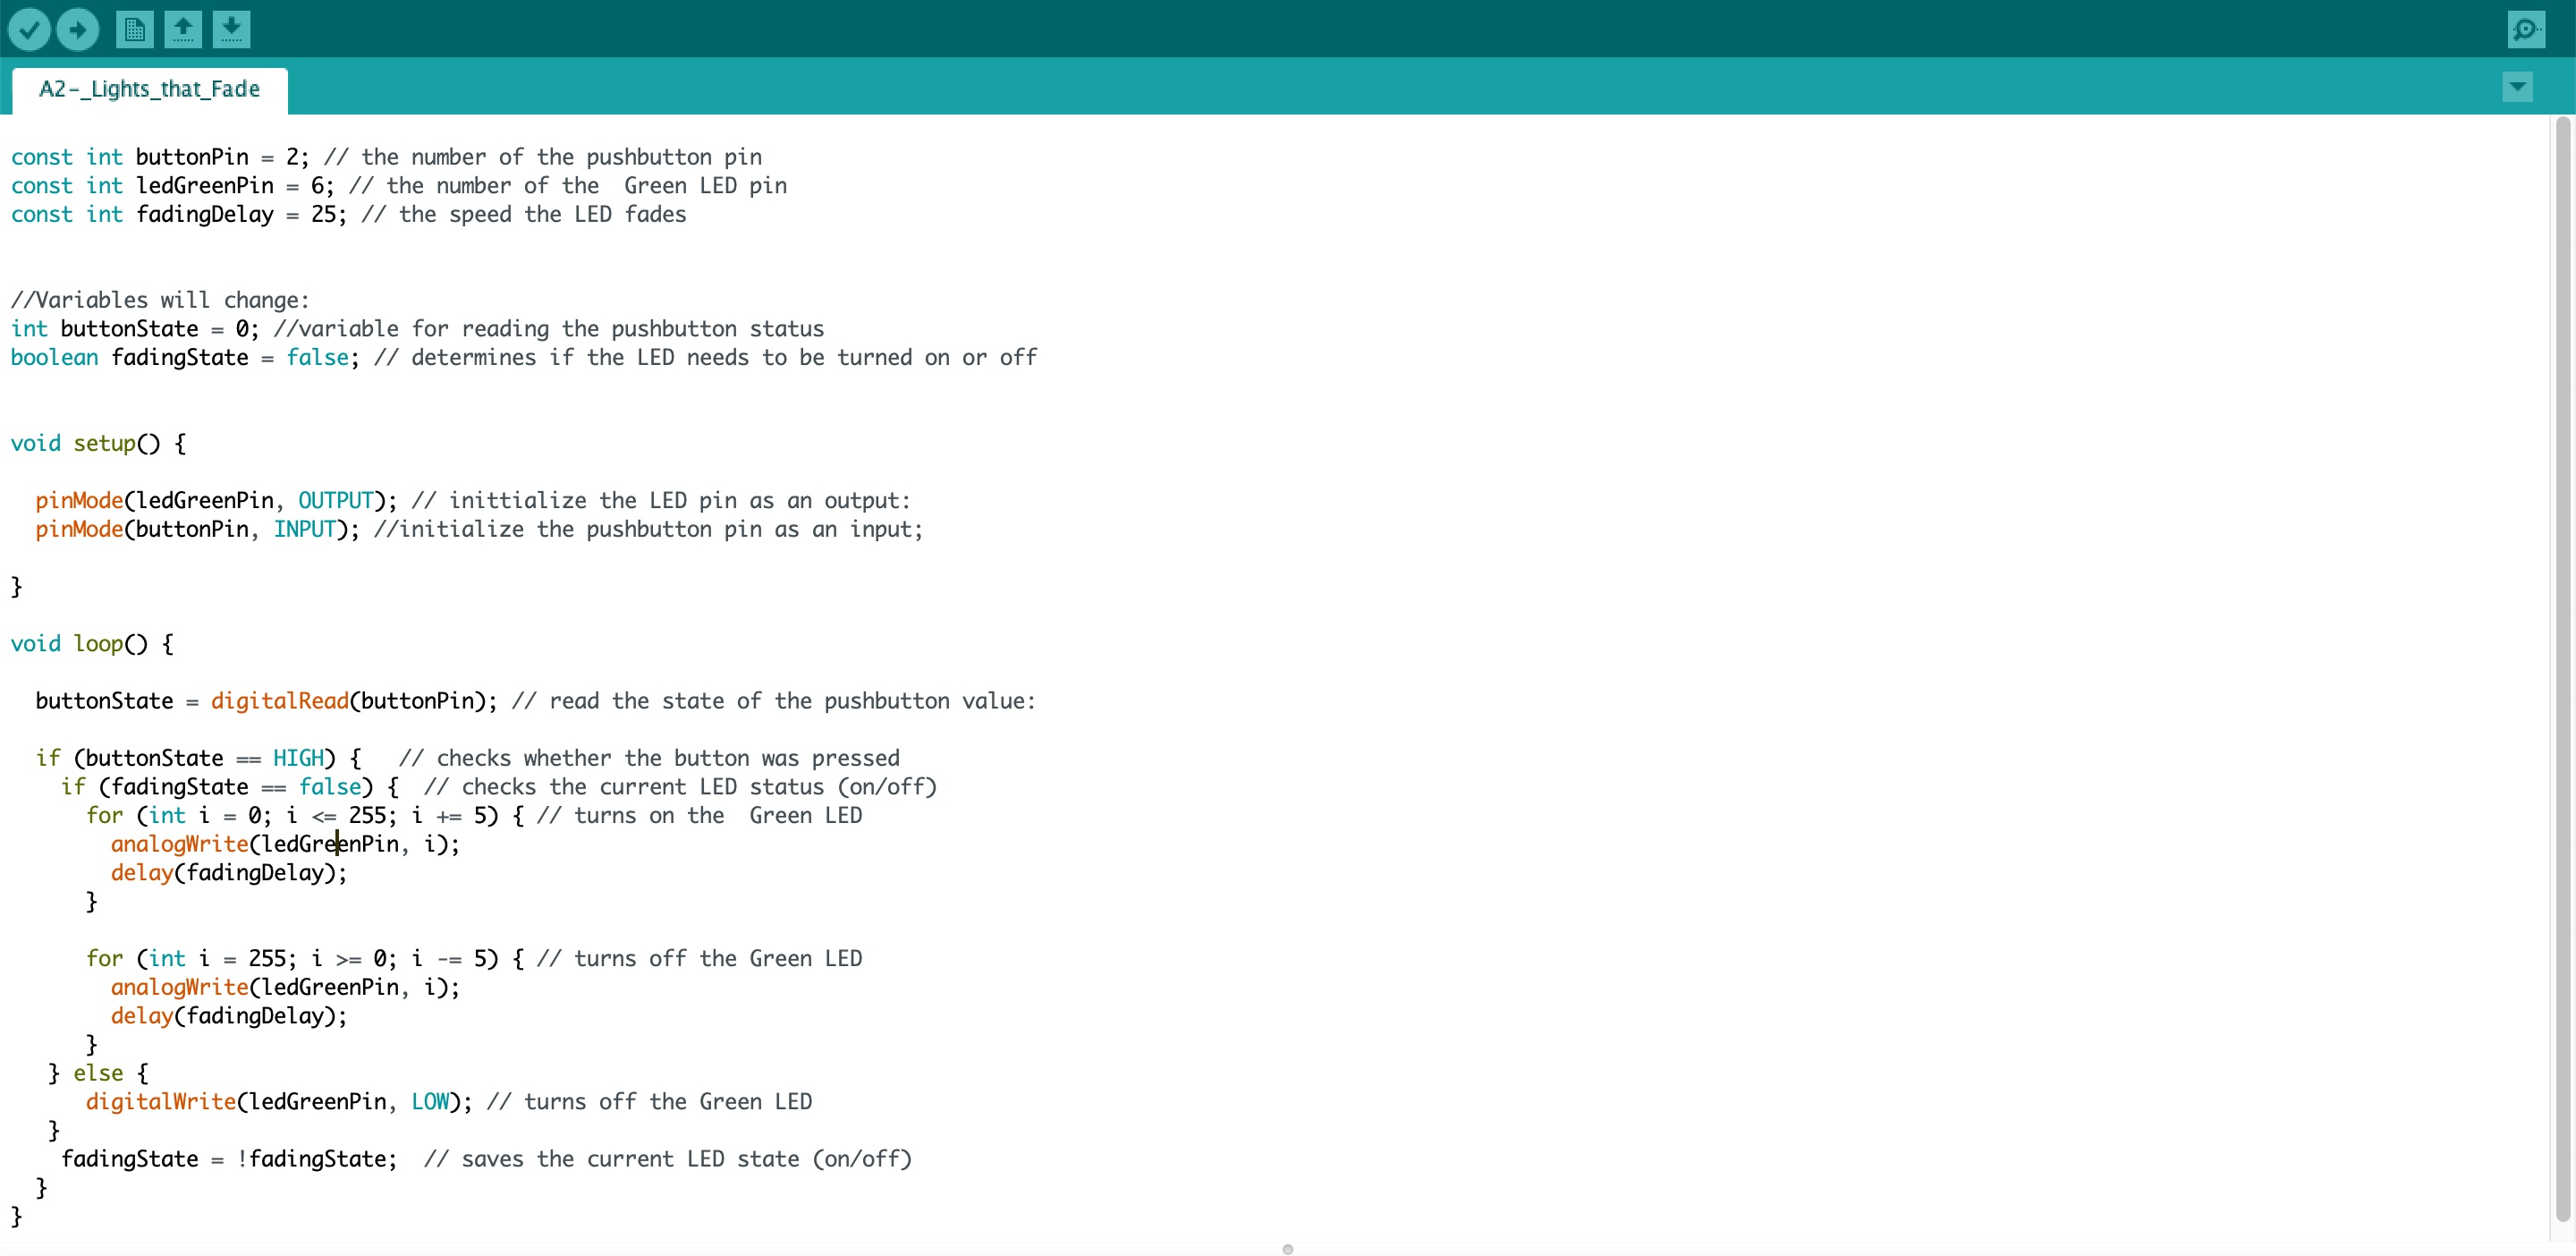 A2-_Lights_that_Fade
const int buttonPin = 2; // the number of the pushbutton pin
const int ledGreenPin = 6; // the number of the  Green LED pin
const int fadingDelay = 25; // the speed the LED fades
//Variables will change:
int buttonState = 0; //variable for reading the pushbutton status
boolean fadingState = false; // determines if the LED needs to be turned on or off
void setup() {
  pinMode(ledGreenPin, OUTPUT); // inittialize the LED pin as an output:
  pinMode(buttonPin, INPUT); //initialize the pushbutton pin as an input;
}
void loop() {
  buttonState = digitalRead(buttonPin); // read the state of the pushbutton value:
  if (buttonState == HIGH) {   // checks whether the button was pressed
    if (fadingState == false) {  // checks the current LED status (on/off)
      for (int i = 0; i <= 255; i += 5) { // turns on the  Green LED
        analogWrite(ledGreenPin, i);
        delay(fadingDelay);
      }
      for (int i = 255; i >= 0; i -= 5) { // turns off the Green LED
        analogWrite(ledGreenPin, i);
        delay(fadingDelay);
      }
   } else {
      digitalWrite(ledGreenPin, LOW); // turns off the Green LED
   }
    fadingState = !fadingState;  // saves the current LED state (on/off)
  }
}